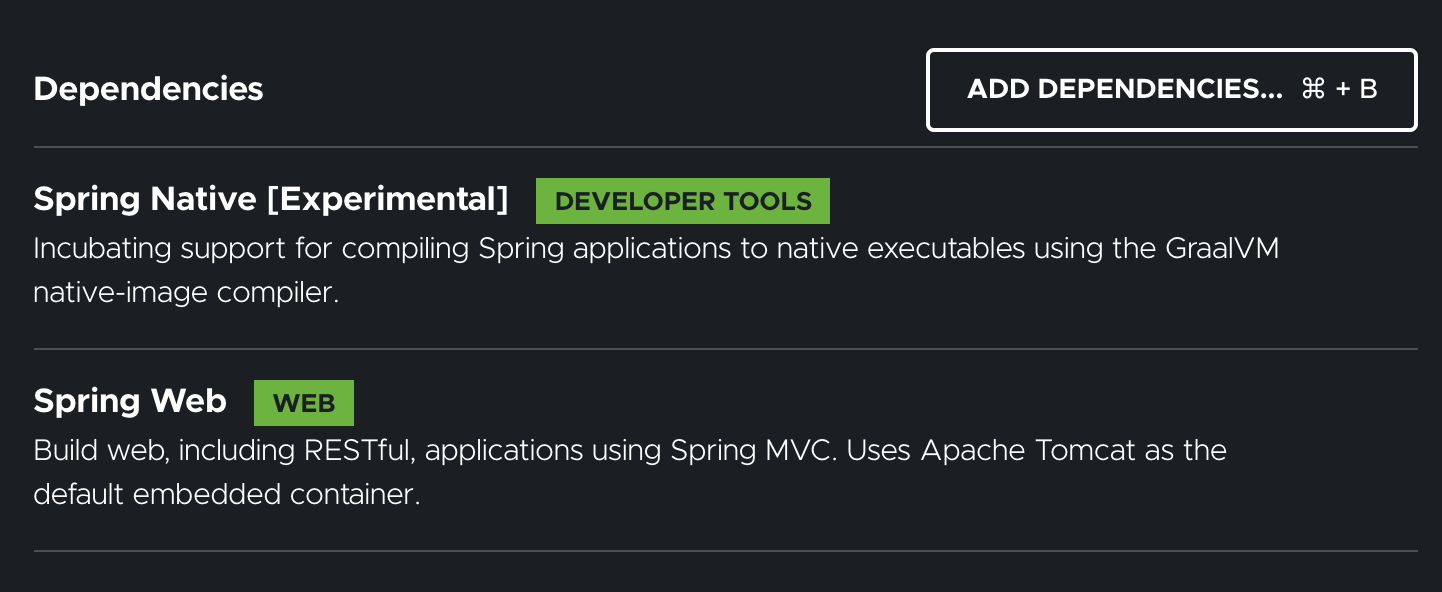 Dependencies
ADD DEPENDENCIES... ⌘ + B
Spring Native [Experimental] DEVELOPER TOOLS
Incubating support for compiling Spring applications to native executables using the GraalVM
native-image compiler.
Spring Web WEB
Build web, including RESTful, applications using Spring MVC. Uses Apache Tomcat as the
default embedded container.